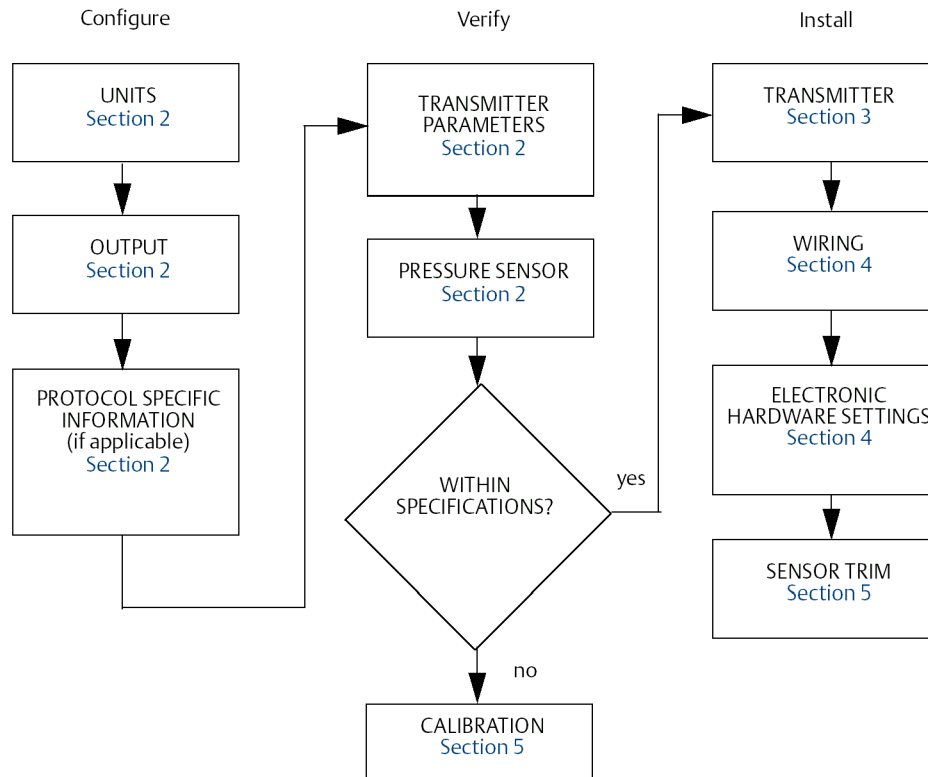 Configure
UNITS
Section 2
OUTPUT
Section 2
PROTOCOL SPECIFIC
INFORMATION
(if applicable)
Section 2
Verify
TRANSMITTER
PARAMETERS
Section 2
PRESSURE SENSOR
Section 2
WITHIN
SPECIFICATIONS?
yes
no
CALIBRATION
Section 5
Install
TRANSMITTER
Section 3
WIRING
Section 4
ELECTRONIC
HARDWARE SETTINGS
Section 4
SENSOR TRIM
Section 5